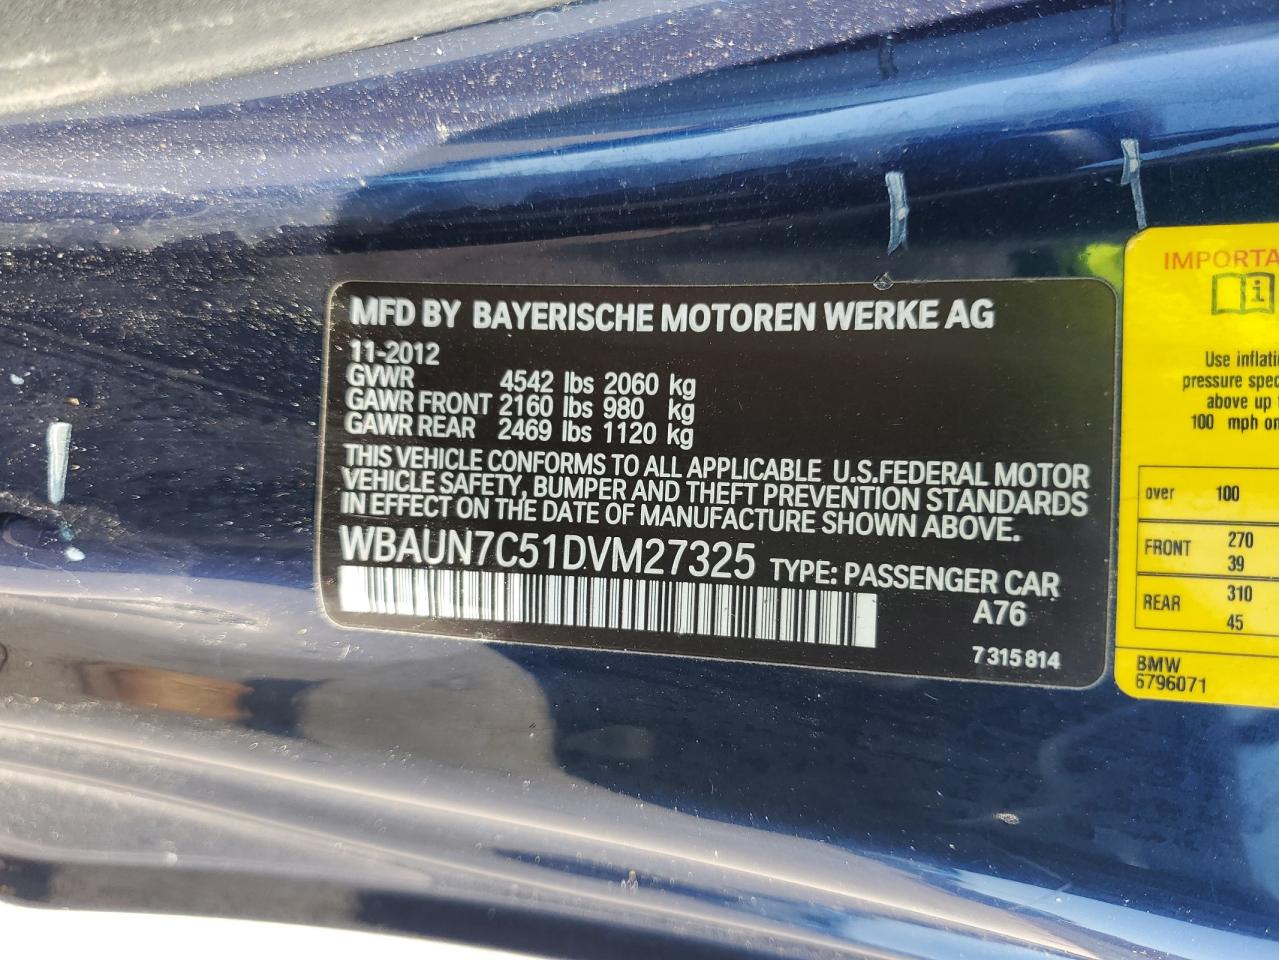 MFD BY BAYERISCHE MOTOREN WERKE AG
11-2012
GVWR 4542 lbs 2060 kg
GAWR FRONT 2160 lbs 980 kg
GAWR REAR 2469 lbs 1120 kg
THIS VEHICLE CONFORMS TO ALL APPLICABLE U.S.FEDERAL MOTOR
VEHICLE SAFETY, BUMPER AND THEFT PREVENTION STANDARDS
IN EFFECT ON THE DATE OF MANUFACTURE SHOWN ABOVE.
WBAUN7C51DVM27325 TYPE: PASSENGER CAR
A76
7 315 814
IMPORTA
i
Use inflati
pressure spec
above up
100 mph on
over 100
FRONT 270
39
REAR 310
45
BMW
6796071